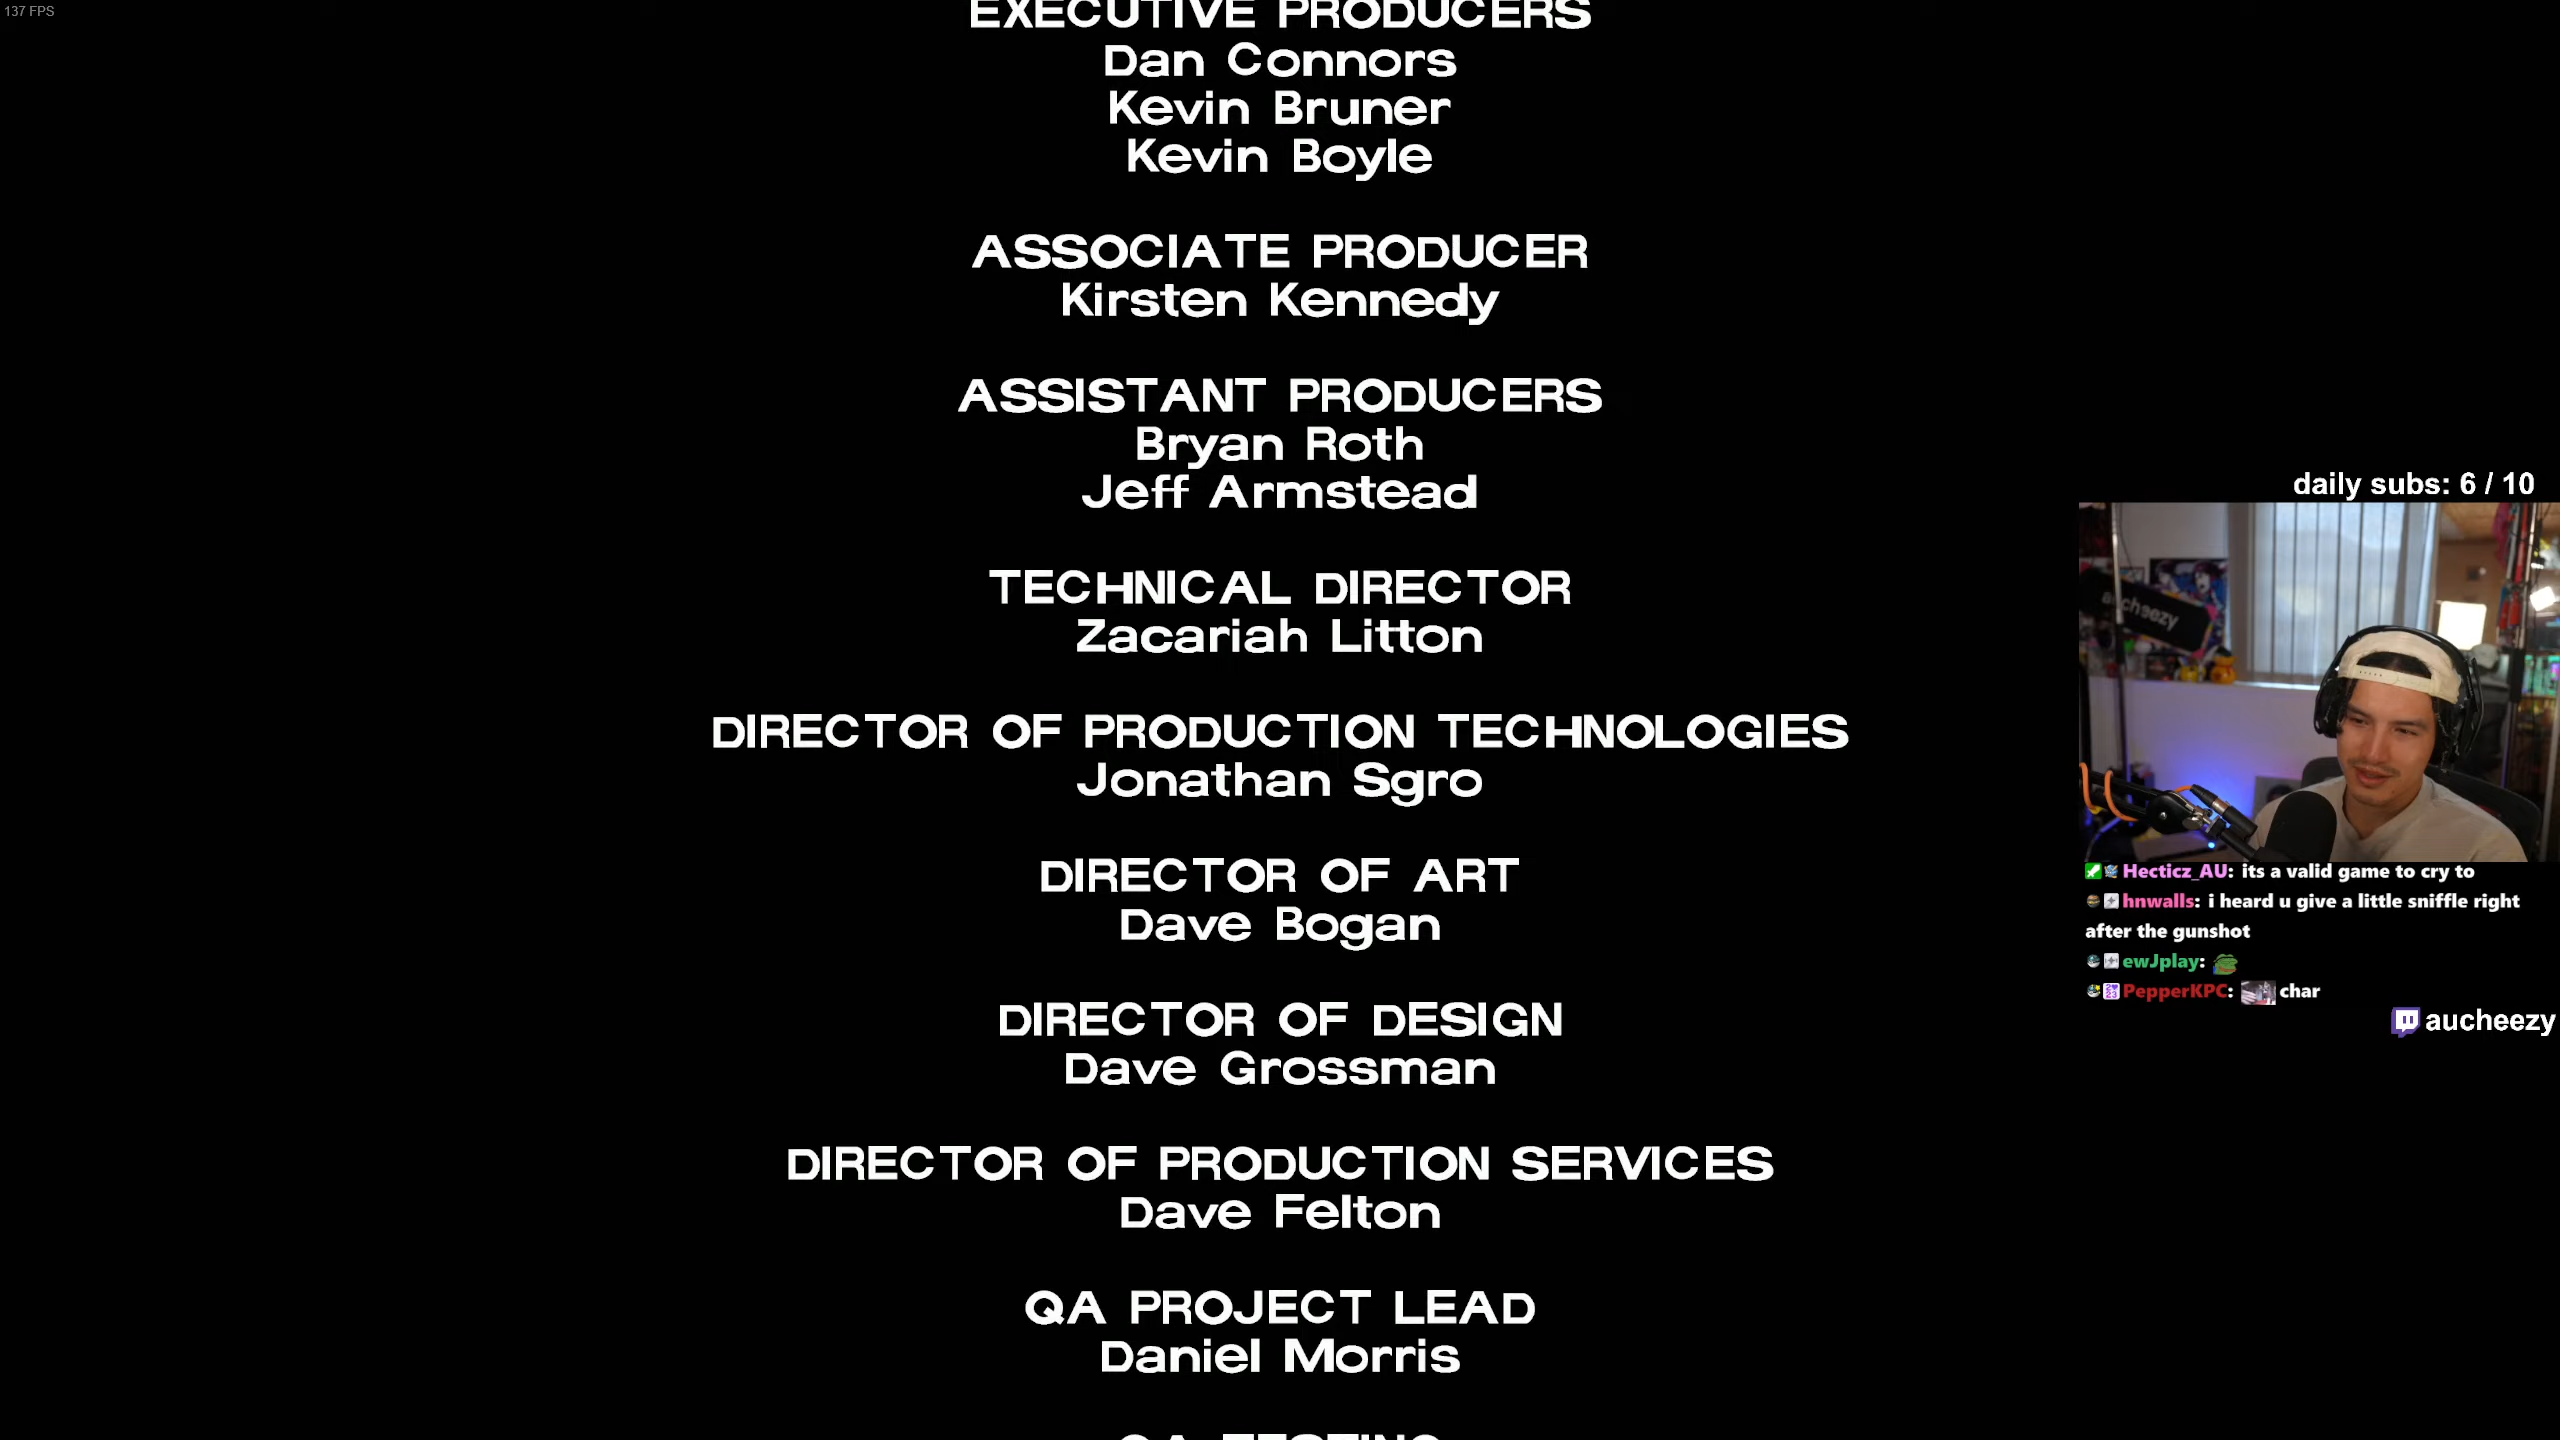 137 FPS
EXECUTIVE PRODUCERS
Dan Connors
Kevin Bruner
Kevin Boyle
ASSOCIATE PRODUCER
Kirsten Kennedy
ASSISTANT PRODUCERS
Bryan Roth
Jeff Armstead
TECHNICAL DIRECTOR
Zacariah Litton
DIRECTOR OF PRODUCTION TECHNOLOGIES
Jonathan Sgro
DIRECTOR OF ART
Dave Bogan
DIRECTOR OF DESIGN
Dave Grossman
DIRECTOR OF PRODUCTION SERVICES
Dave Felton
QA PROJECT LEAD
Daniel Morris
QA TESTING
daily subs: 6 / 10
aucheezy
Hecticz_AU: its a valid game to cry to
hnwalls: i heard u give a little sniffle right
after the gunshot
ewJplay:
PepperKPC: char
aucheezy